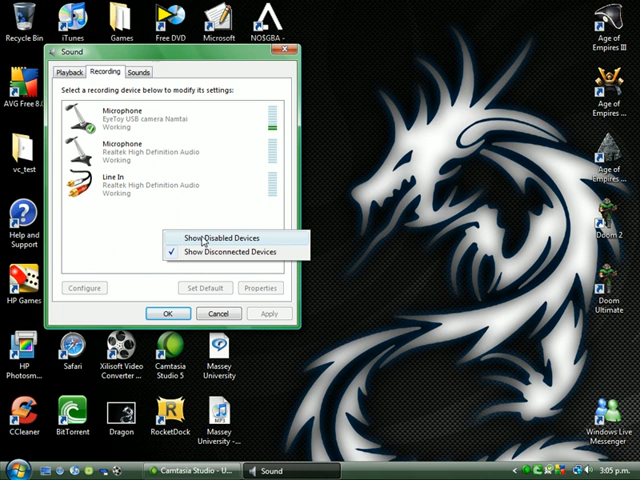 Recycle Bin
iTunes
Games
Free DVD
Microsoft
NO$GBA -
Age of
Empires III
AVG Free 8.0
Age of
Empires ...
vc_test
Age of
Empires ...
Help and
Support
Doom 2
HP Games
Doom
Ultimate
HP
Photosm...
Safari
Xilisoft Video
Converter ...
Camtasia
Studio 5
Massey
University
CCleaner
BitTorrent
Dragon
RocketDock
Massey
University -...
Windows Live
Messenger
Sound
Playback
Recording
Sounds
Select a recording device below to modify its settings:
Microphone
EyeToy USB camera Namtai
Working
Microphone
Realtek High Definition Audio
Working
Line In
Realtek High Definition Audio
Working
Show Disabled Devices
Show Disconnected Devices
Configure
Set Default
Properties
OK
Cancel
Apply
Camtasia Studio - U...
Sound
3:05 p.m.